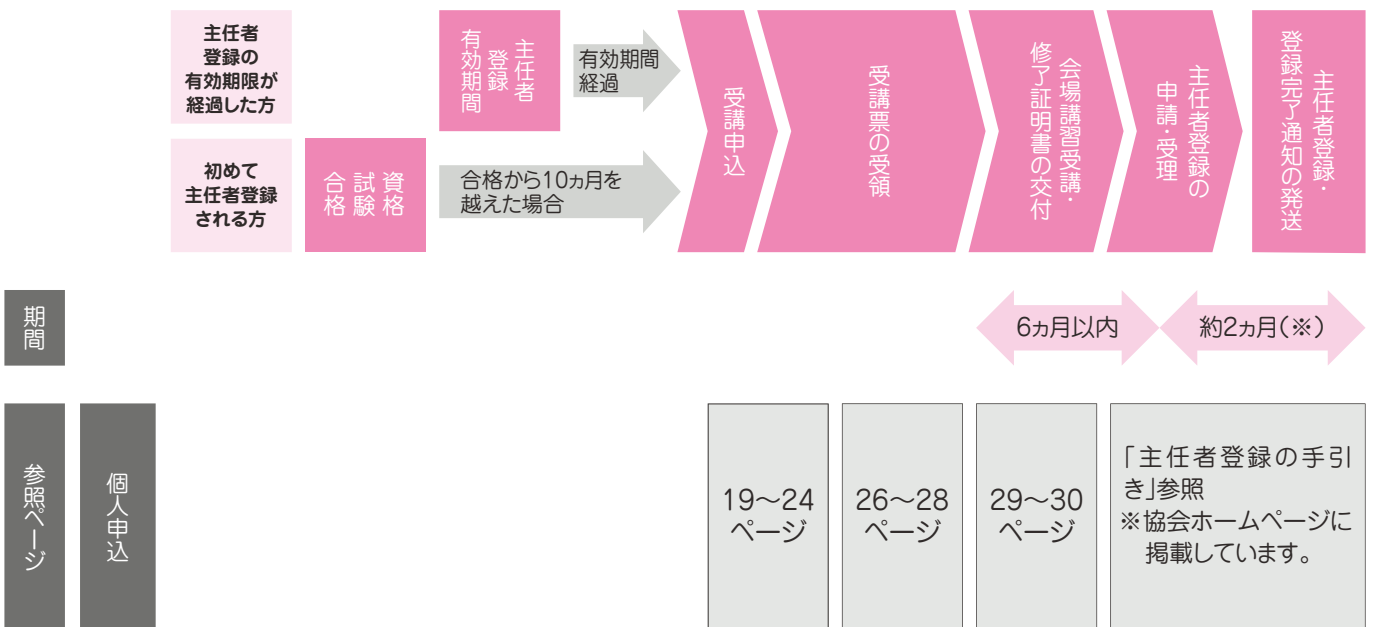 主任者
登録の
有効期限が
経過した方
主任者
登録
有効期間
有効期間
経過
初めて
主任者登録
される方
資格
試験
合格
合格から10ヵ月を
越えた場合
受講申込
受講票の受領
会場講習受講・
修了証明書の交付
主任者登録の
申請・受理
主任者登録・
登録完了通知の発送
期間
6ヵ月以内
約2ヵ月(※)
参照ページ
個人申込
19〜24
ページ
26〜28
ページ
29〜30
ページ
「主任者登録の手引
き」参照
※協会ホームページに
掲載しています。